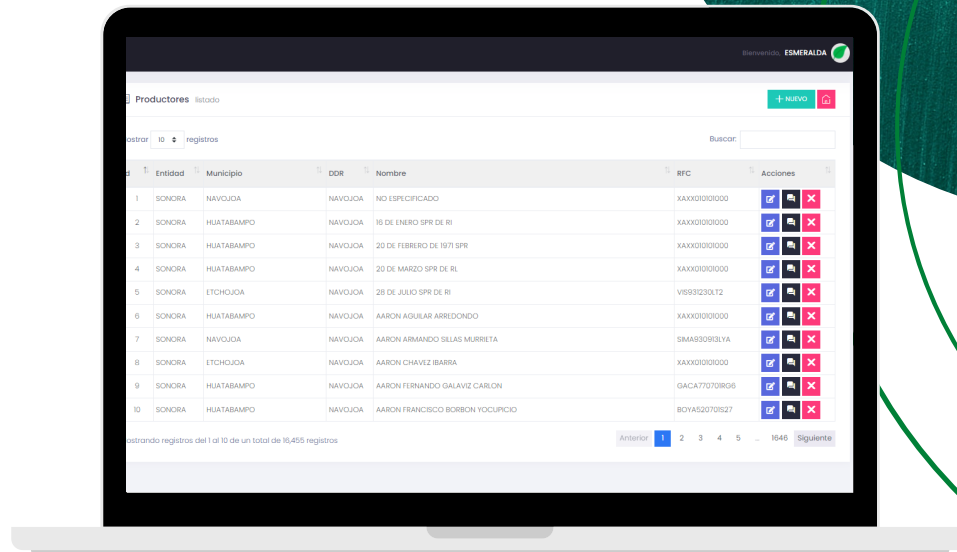 Bienvenido, ESMERALDA
Productores listado
+ NUEVO
ostrar 10 registros
Buscar:
d Entidad Municipio DDR Nombre RFC Acciones
1 SONORA NAVOJOA NAVOJOA NO ESPECIFICADO XAXX010101000
2 SONORA HUATABAMPO NAVOJOA 16 DE ENERO SPR DE RI XAXX010101000
3 SONORA HUATABAMPO NAVOJOA 20 DE FEBRERO DE 1971 SPR XAXX010101000
4 SONORA HUATABAMPO NAVOJOA 20 DE MARZO SPR DE RL XAXX010101000
5 SONORA ETCHOJOA NAVOJOA 28 DE JULIO SPR DE RI VIS931230LT2
6 SONORA HUATABAMPO NAVOJOA AARON AGUILAR ARREDONDO XAXX010101000
7 SONORA NAVOJOA NAVOJOA AARON ARMANDO SILLAS MURRIETA SIMA930913LYA
8 SONORA ETCHOJOA NAVOJOA AARON CHAVEZ IBARRA XAXX010101000
9 SONORA HUATABAMPO NAVOJOA AARON FERNANDO GALAVIZ CARLON GACA770701RG6
10 SONORA HUATABAMPO NAVOJOA AARON FRANCISCO BORBON YOCUPICIO BOYA520701S27
ostrando registros del 1 al 10 de un total de 16,455 registros
Anterior 1 2 3 4 5 ... 1646 Siguiente